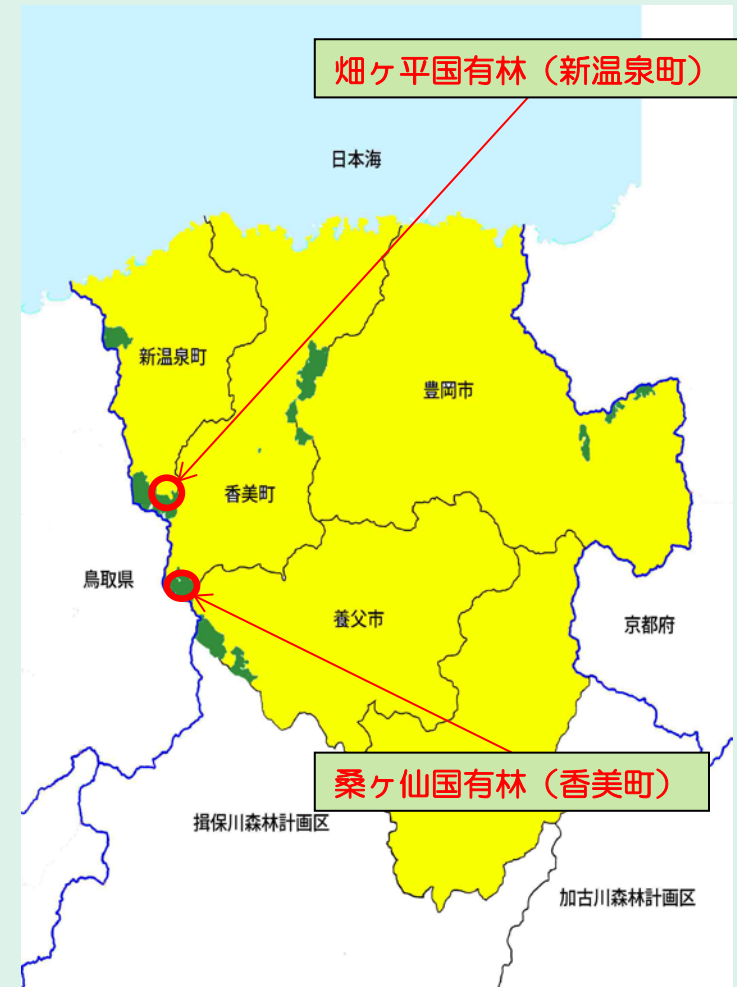 畑ヶ平国有林（新温泉町）
日本海
新温泉町
豊岡市
香美町
鳥取県
養父市
京都府
桑ヶ仙国有林（香美町）
揖保川森林計画区
加古川森林計画区